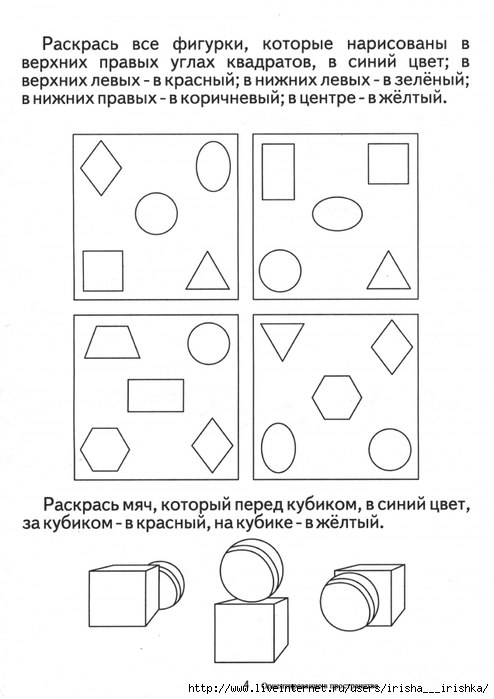 Раскрась все фигурки, которые нарисованы в
верхних правых углах квадратов, в синий цвет; в
верхних левых - в красный; в нижних левых - в зелёный;
в нижних правых - в коричневый; в центре - в жёлтый.
Раскрась мяч, который перед кубиком, в синий цвет,
за кубиком - в красный, на кубике - в жёлтый.
4
http://www.liveinternet.ru/users/irisha___irishka/